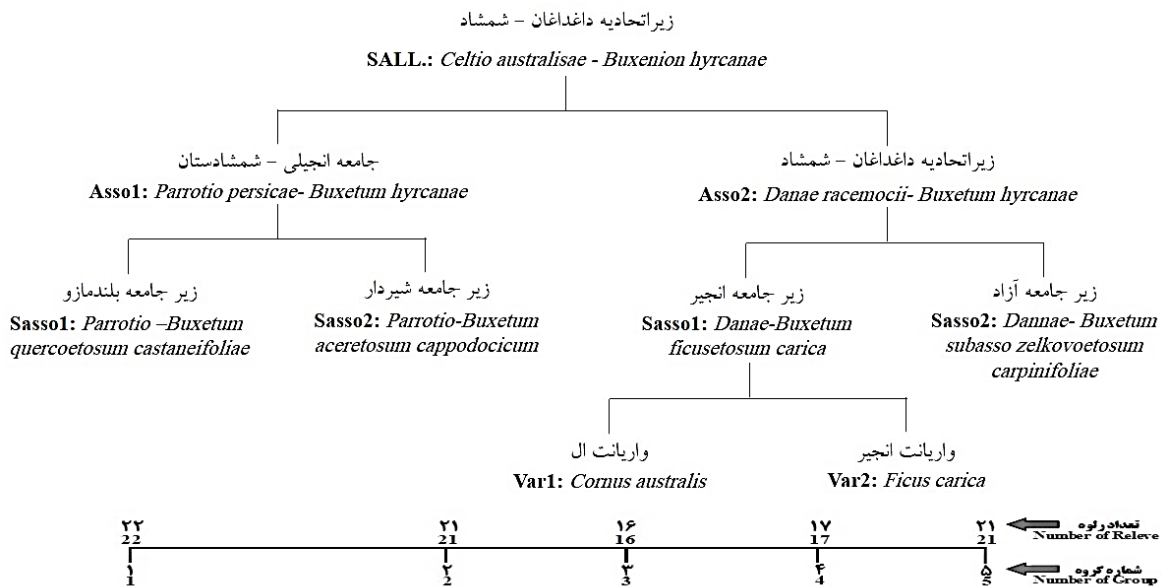 زیراتحادیه داغداغان – شمشاد
SALL.: Celtio australisae - Buxenion hyrcanae
جامعه انجیلی – شمشادستان
Asso1: Parrotio persicae- Buxetum hyrcanae
زیراتحادیه داغداغان – شمشاد
Asso2: Danae racemocii- Buxetum hyrcanae
زیر جامعه بلندمازو
Sasso1: Parrotio –Buxetum
quercoetosum castaneifoliae
زیر جامعه شیردار
Sasso2: Parrotio-Buxetum
aceretosum cappodocicum
زیر جامعه انجیر
Sasso1: Danae-Buxetum
ficusetosum carica
زیر جامعه آزاد
Sasso2: Dannae- Buxetum
subasso zelkovoetosum
carpinifoliae
واریانت ال
Var1: Cornus australis
واریانت انجیر
Var2: Ficus carica
۲۲ ۲۱ ۱۶ ۱۷ ۲۱ تعداد رلوه
22 21 16 17 21 Number of Releve
۱ ۲ ۳ ۴ ۵ شماره گروه
1 2 3 4 5 Number of Group